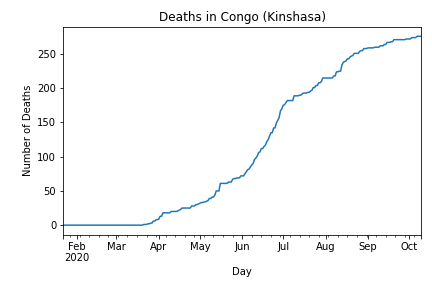 Deaths in Congo (Kinshasa)
Number of Deaths
250
200
150
100
50
0
Feb Mar Apr May Jun Jul Aug Sep Oct
2020
Day